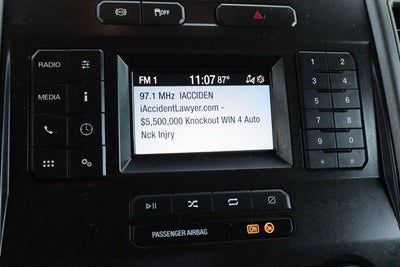 OFF
RADIO
MEDIA
i
FM 1 11:07 87°
97.1 MHz IACCIDEN
iAccidentLawyer.com -
$5,500,000 Knockout WIN 4 Auto
Nck Injry
1 2
3 4
5 6
7 8
9 0
* #
PASSENGER AIRBAG ON